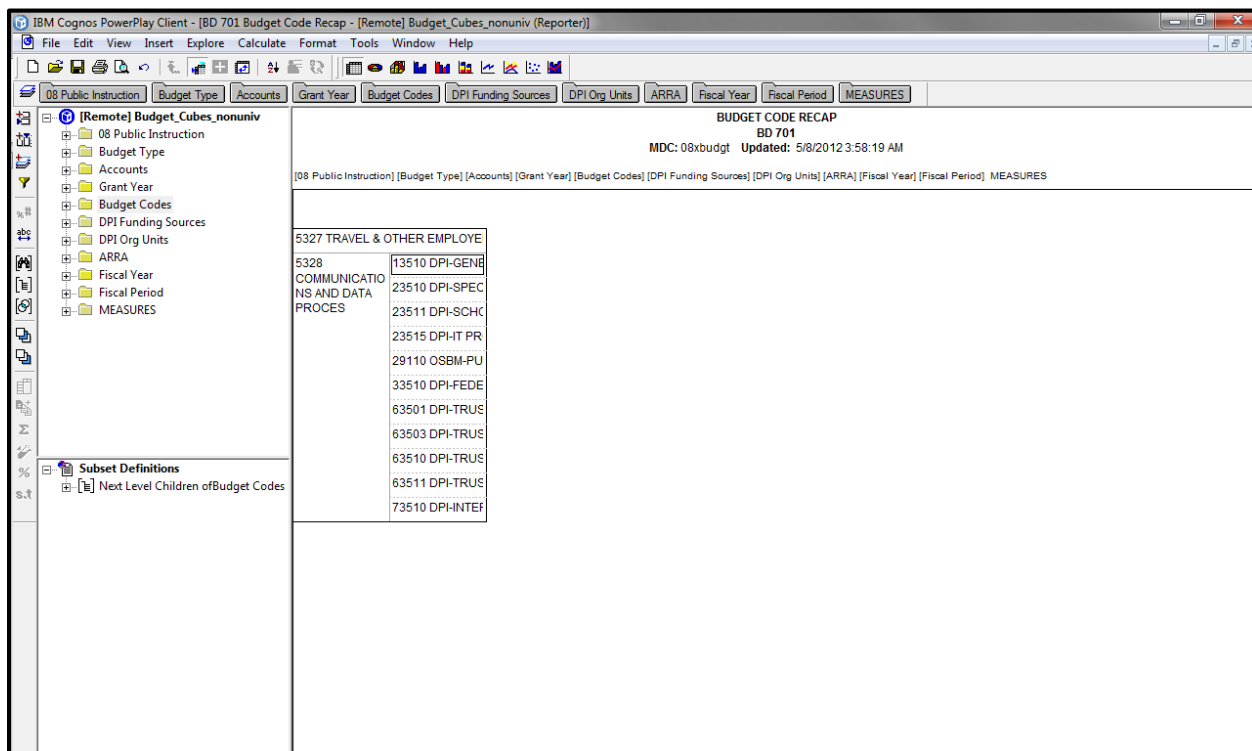 IBM Cognos PowerPlay Client - [BD 701 Budget Code Recap - [Remote] Budget_Cubes_nonuniv (Reporter)]
File Edit View Insert Explore Calculate Format Tools Window Help
08 Public Instruction Budget Type Accounts Grant Year Budget Codes DPI Funding Sources DPI Org Units ARRA Fiscal Year Fiscal Period MEASURES
[Remote] Budget_Cubes_nonuniv
08 Public Instruction
Budget Type
Accounts
Grant Year
Budget Codes
DPI Funding Sources
DPI Org Units
ARRA
Fiscal Year
Fiscal Period
MEASURES
Subset Definitions
Next Level Children ofBudget Codes
BUDGET CODE RECAP
BD 701
MDC: 08xbudgt Updated: 5/8/2012 3:58:19 AM
[08 Public Instruction] [Budget Type] [Accounts] [Grant Year] [Budget Codes] [DPI Funding Sources] [DPI Org Units] [ARRA] [Fiscal Year] [Fiscal Period] MEASURES
5327 TRAVEL & OTHER EMPLOYE
5328
COMMUNICATIO
NS AND DATA
PROCES
13510 DPI-GENE
23510 DPI-SPEC
23511 DPI-SCHO
23515 DPI-IT PR
29110 OSBM-PU
33510 DPI-FEDE
63501 DPI-TRUS
63503 DPI-TRUS
63510 DPI-TRUS
63511 DPI-TRUS
73510 DPI-INTER